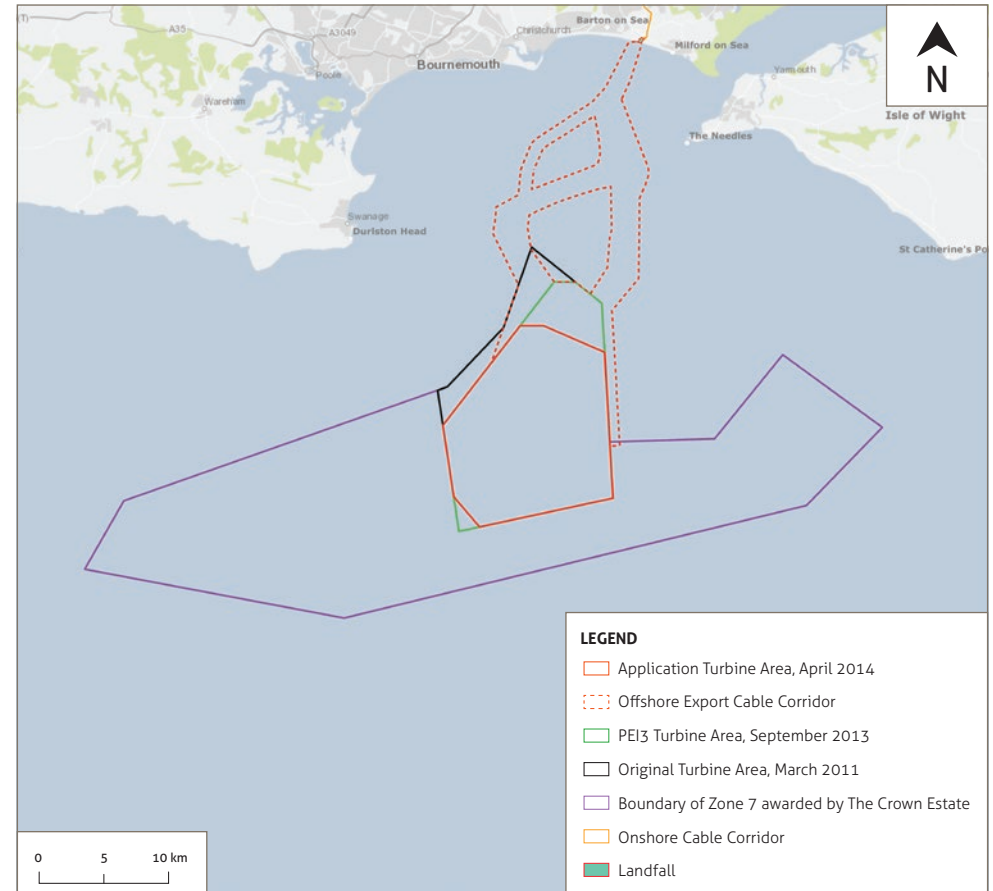 (T)
A35
A3049
Christchurch
Barton on Sea
Milford on Sea
Bournemouth
Poole
Wareham
Yarmouth
N
Isle of Wight
The Needles
Swanage
Durlston Head
St Catherine's Po
LEGEND
Application Turbine Area, April 2014
Offshore Export Cable Corridor
PEI3 Turbine Area, September 2013
Original Turbine Area, March 2011
Boundary of Zone 7 awarded by The Crown Estate
Onshore Cable Corridor
Landfall
0 5 10 km